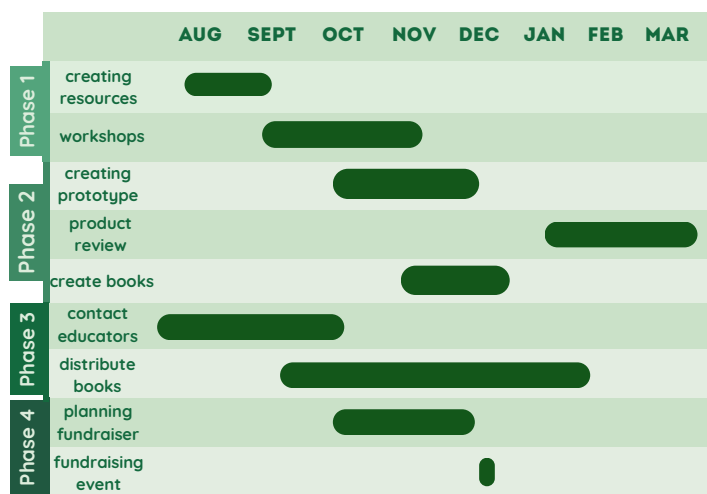 AUG SEPT OCT NOV DEC JAN FEB MAR
Phase 1
creating
resources
workshops
Phase 2
creating
prototype
product
review
create books
Phase 3
contact
educators
distribute
books
Phase 4
planning
fundraiser
fundraising
event